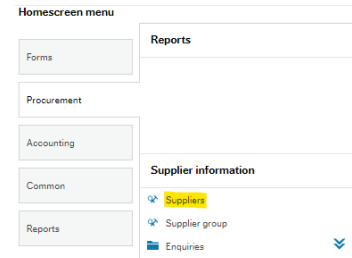 Homescreen menu
Forms
Procurement
Accounting
Common
Reports
Reports
Supplier information
Suppliers
Supplier group
Enquiries